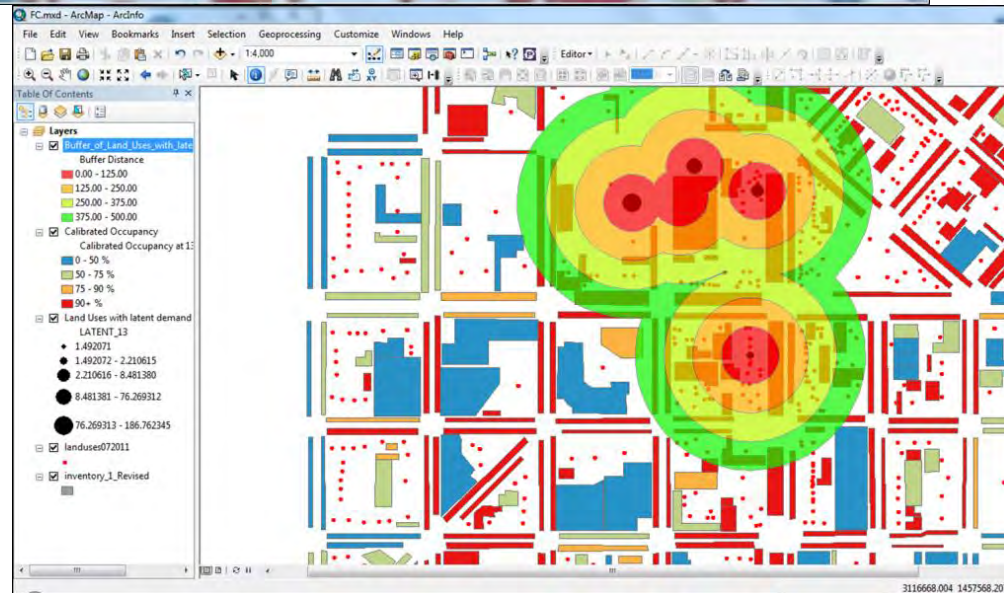 FC.mxd - ArcMap - ArcInfo
File Edit View Bookmarks Insert Selection Geoprocessing Customize Windows Help
1:4,000
Editor
Table Of Contents
Layers
Buffer_of_Land_Uses_with_late
Buffer Distance
0.00 - 125.00
125.00 - 250.00
250.00 - 375.00
375.00 - 500.00
Calibrated Occupancy
Calibrated Occupancy at 13
0 - 50 %
50 - 75 %
75 - 90 %
90+ %
Land Uses with latent demand
LATENT_13
1.492071
1.492072 - 2.210615
2.210616 - 8.481380
8.481381 - 76.269312
76.269313 - 186.762345
landuses072011
inventory_1_Revised
3116668.004 1457568.20